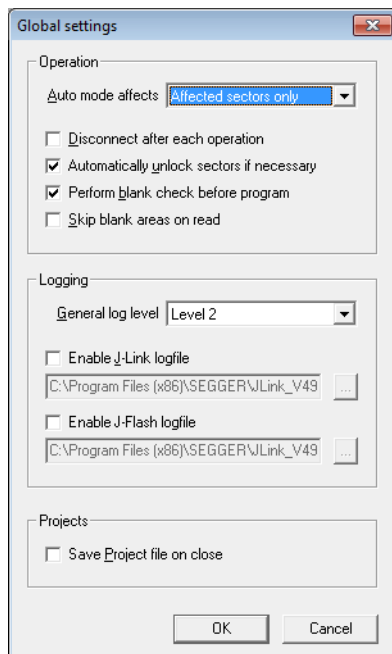 Global settings
Operation
Auto mode affects Affected sectors only
Disconnect after each operation
Automatically unlock sectors if necessary
Perform blank check before program
Skip blank areas on read
Logging
General log level Level 2
Enable J-Link logfile
C:\Program Files (x86)\SEGGER\JLink_V49 ...
Enable J-Flash logfile
C:\Program Files (x86)\SEGGER\JLink_V49 ...
Projects
Save Project file on close
OK Cancel